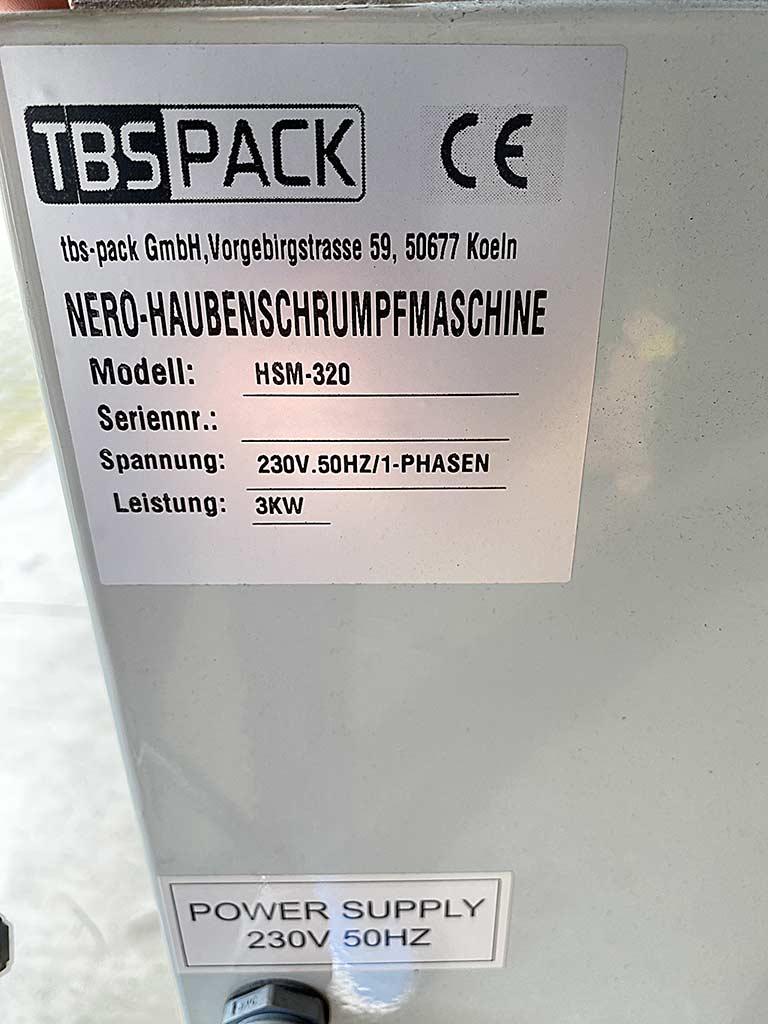 TBS PACK CE
tbs-pack GmbH,Vorgebirgstrasse 59, 50677 Koeln
NERO-HAUBENSCHRUMPFMASCHINE
Modell: HSM-320
Seriennr.:
Spannung: 230V.50HZ/1-PHASEN
Leistung: 3KW
POWER SUPPLY
230V 50HZ